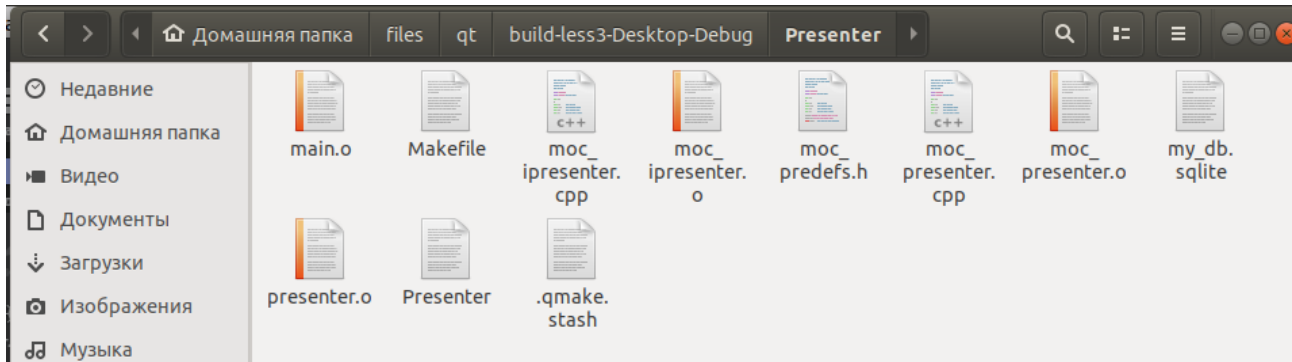 Домашняя папка files qt build-less3-Desktop-Debug Presenter
Недавние
Домашняя папка
Видео
Документы
Загрузки
Изображения
Музыка
main.o
Makefile
moc_
ipresenter.
cpp
moc_
ipresenter.
o
moc_
predefs.h
moc_
presenter.
cpp
moc_
presenter.o
my_db.
sqlite
presenter.o
Presenter
.qmake.
stash